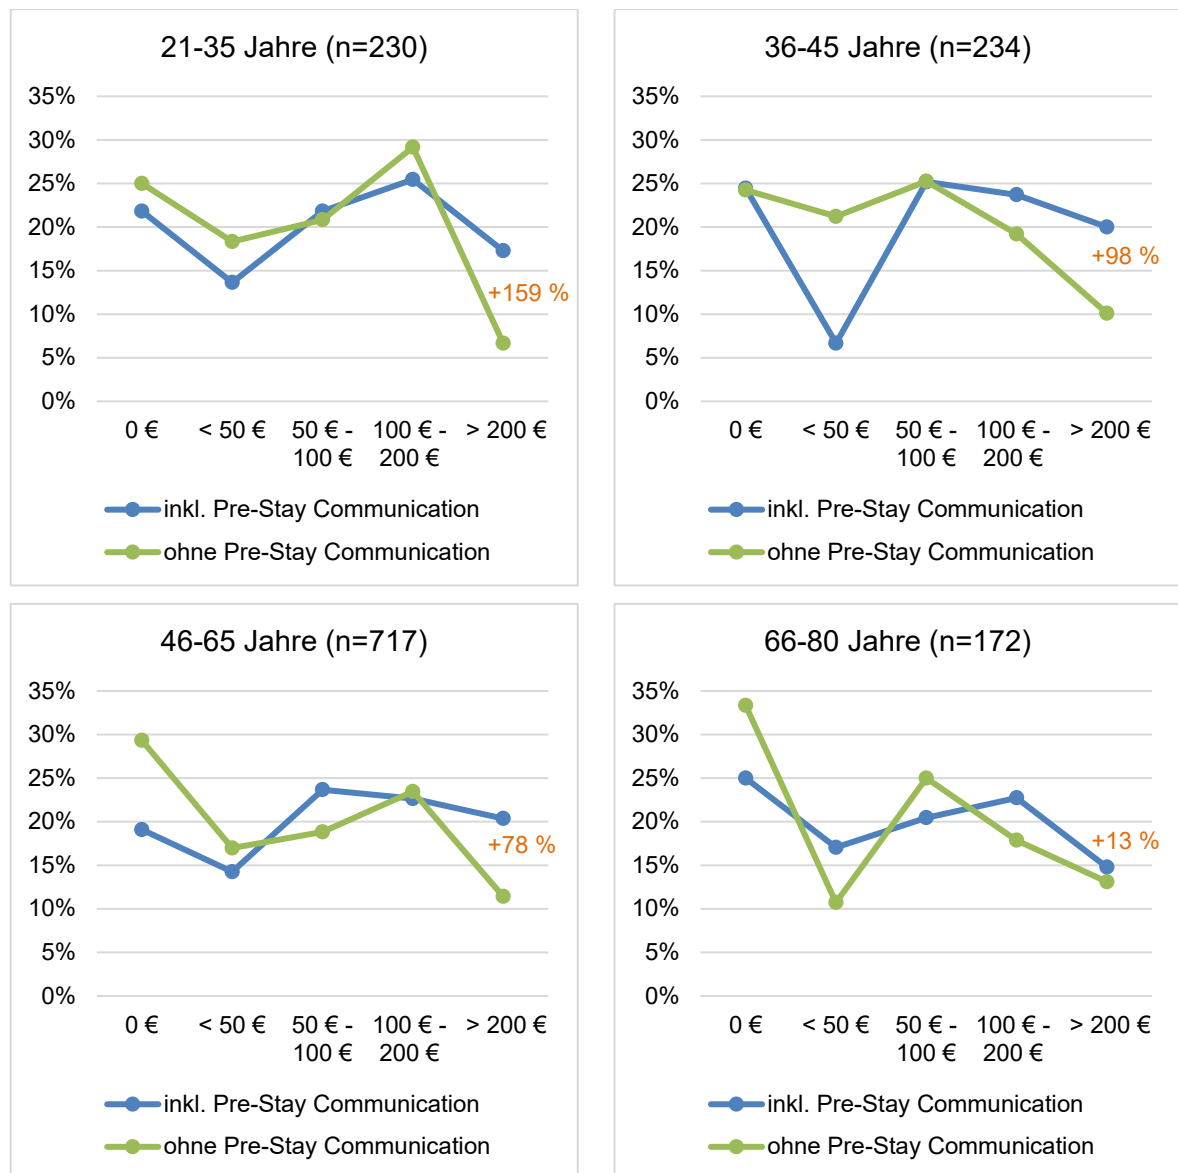 21-35 Jahre (n=230)
35%
30%
25%
20%
15%
10%
5%
0%
+159 %
0 € < 50 € 50 € - 100 € - > 200 €
100 € 200 €
inkl. Pre-Stay Communication
ohne Pre-Stay Communication
36-45 Jahre (n=234)
35%
30%
25%
20%
15%
10%
5%
0%
+98 %
0 € < 50 € 50 € - 100 € - > 200 €
100 € 200 €
inkl. Pre-Stay Communication
ohne Pre-Stay Communication
46-65 Jahre (n=717)
35%
30%
25%
20%
15%
10%
5%
0%
+78 %
0 € < 50 € 50 € - 100 € - > 200 €
100 € 200 €
inkl. Pre-Stay Communication
ohne Pre-Stay Communication
66-80 Jahre (n=172)
35%
30%
25%
20%
15%
10%
5%
0%
+13 %
0 € < 50 € 50 € - 100 € - > 200 €
100 € 200 €
inkl. Pre-Stay Communication
ohne Pre-Stay Communication